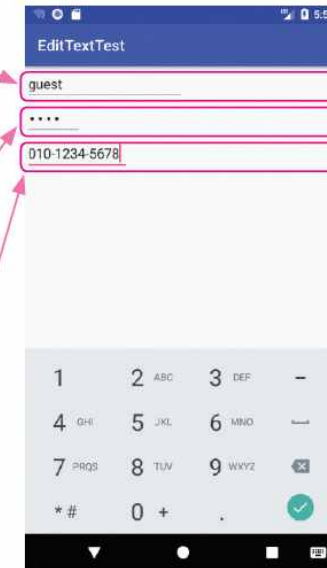 EditTextTest
guest
••••
010-1234-5678
1 2 ABC 3 DEF -
4 GHI 5 JKL 6 MNO
7 PRQS 8 TUV 9 WXYZ
* # 0 + .